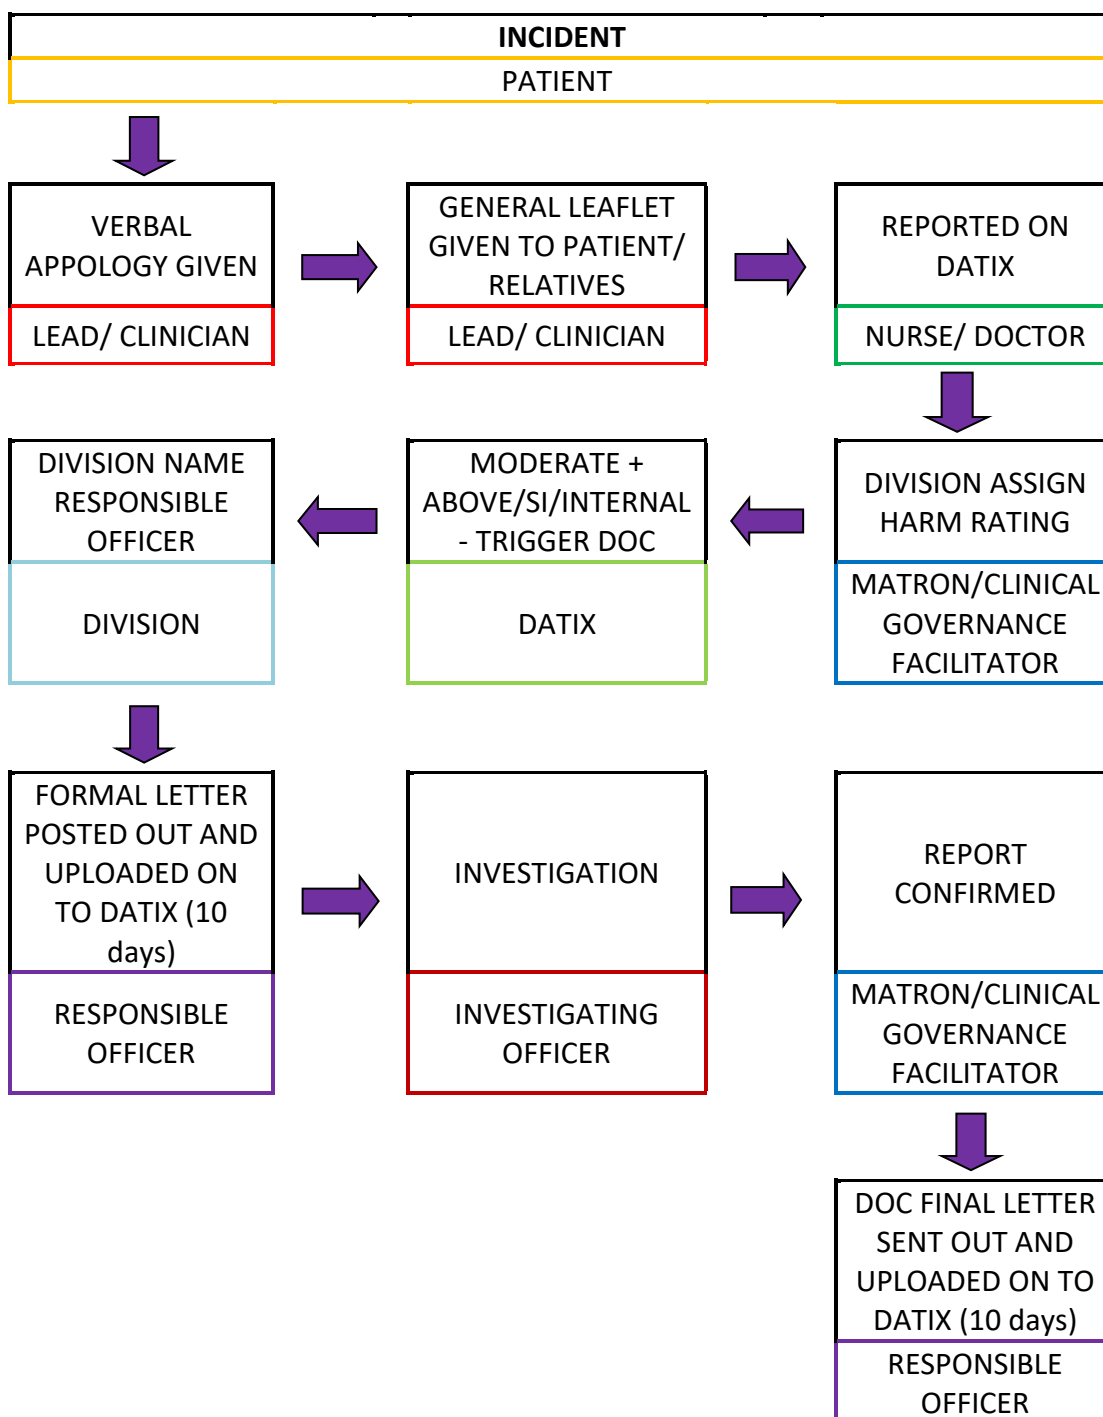 INCIDENT
PATIENT
VERBAL
APPOLOGY GIVEN
LEAD/ CLINICIAN
GENERAL LEAFLET
GIVEN TO PATIENT/
RELATIVES
LEAD/ CLINICIAN
REPORTED ON
DATIX
NURSE/ DOCTOR
DIVISION ASSIGN
HARM RATING
MATRON/CLINICAL
GOVERNANCE
FACILITATOR
MODERATE +
ABOVE/SI/INTERNAL
- TRIGGER DOC
DATIX
DIVISION NAME
RESPONSIBLE
OFFICER
DIVISION
FORMAL LETTER
POSTED OUT AND
UPLOADED ON
TO DATIX (10
days)
RESPONSIBLE
OFFICER
INVESTIGATION
INVESTIGATING
OFFICER
REPORT
CONFIRMED
MATRON/CLINICAL
GOVERNANCE
FACILITATOR
DOC FINAL LETTER
SENT OUT AND
UPLOADED ON TO
DATIX (10 days)
RESPONSIBLE
OFFICER